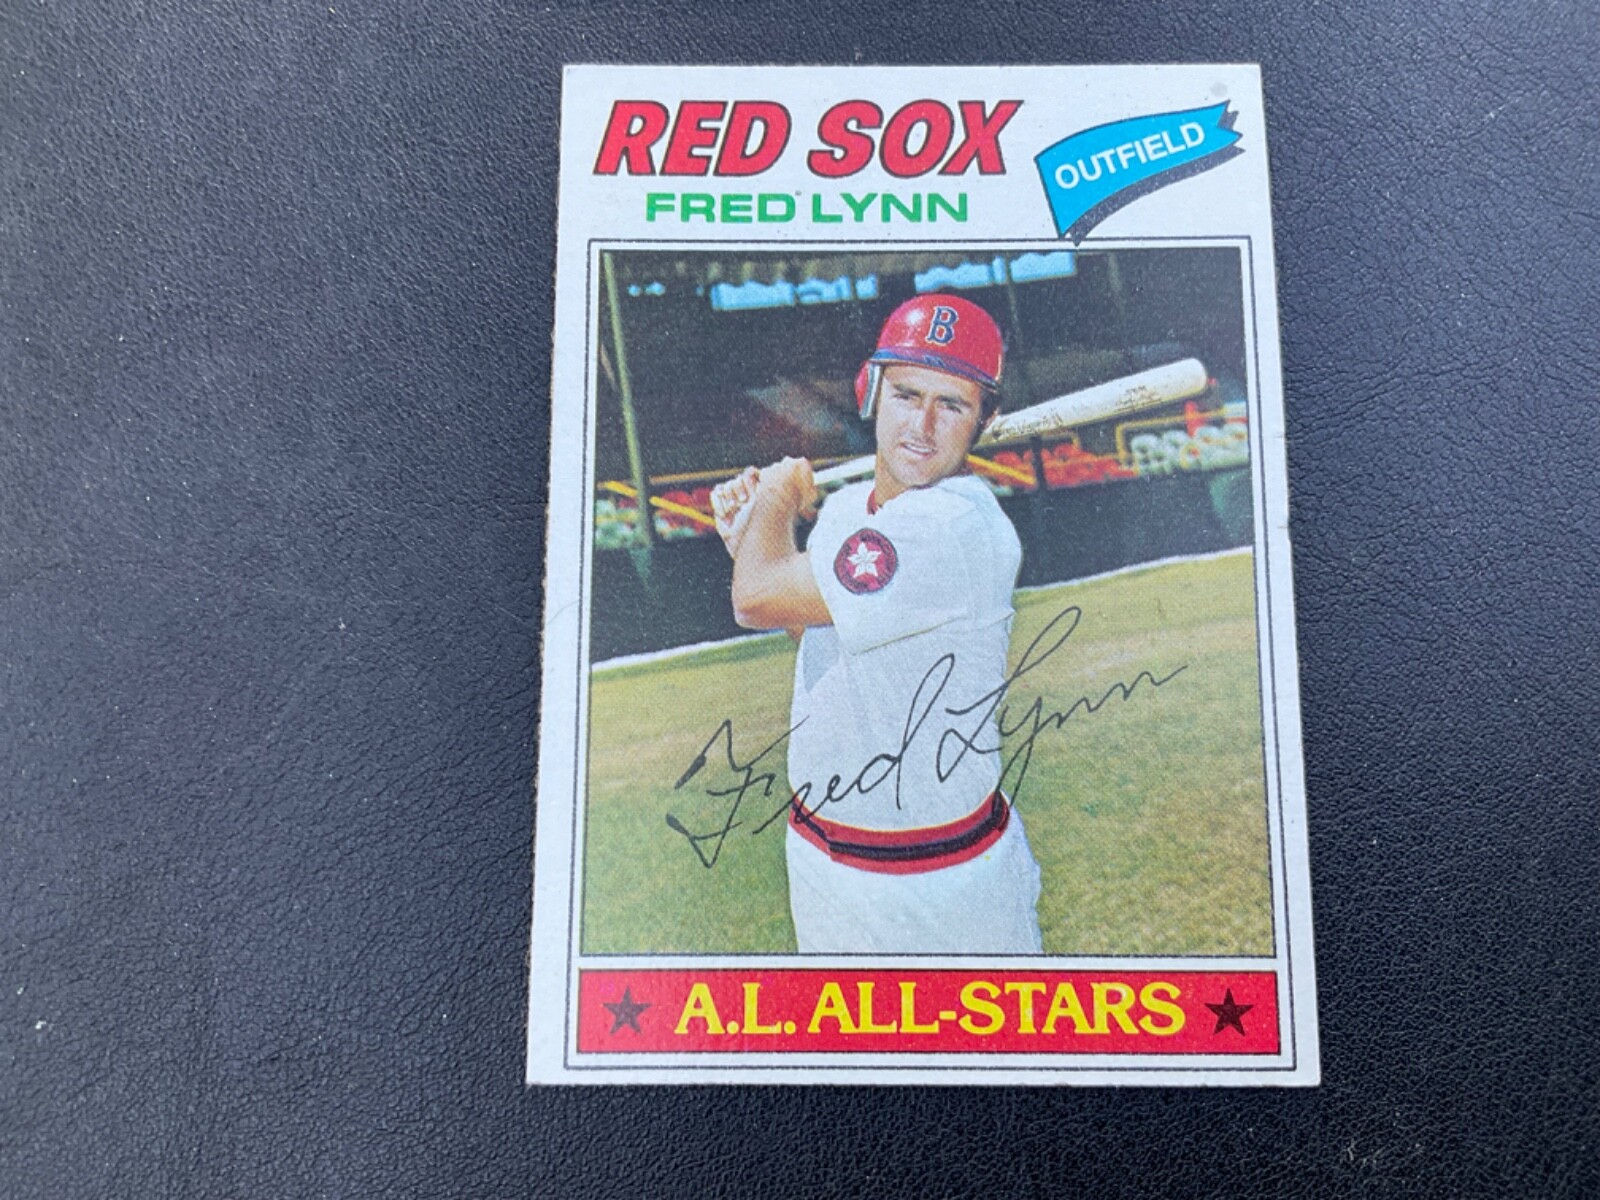 RED SOX
FRED LYNN
OUTFIELD
B
Fred Lynn
A.L. ALL-STARS